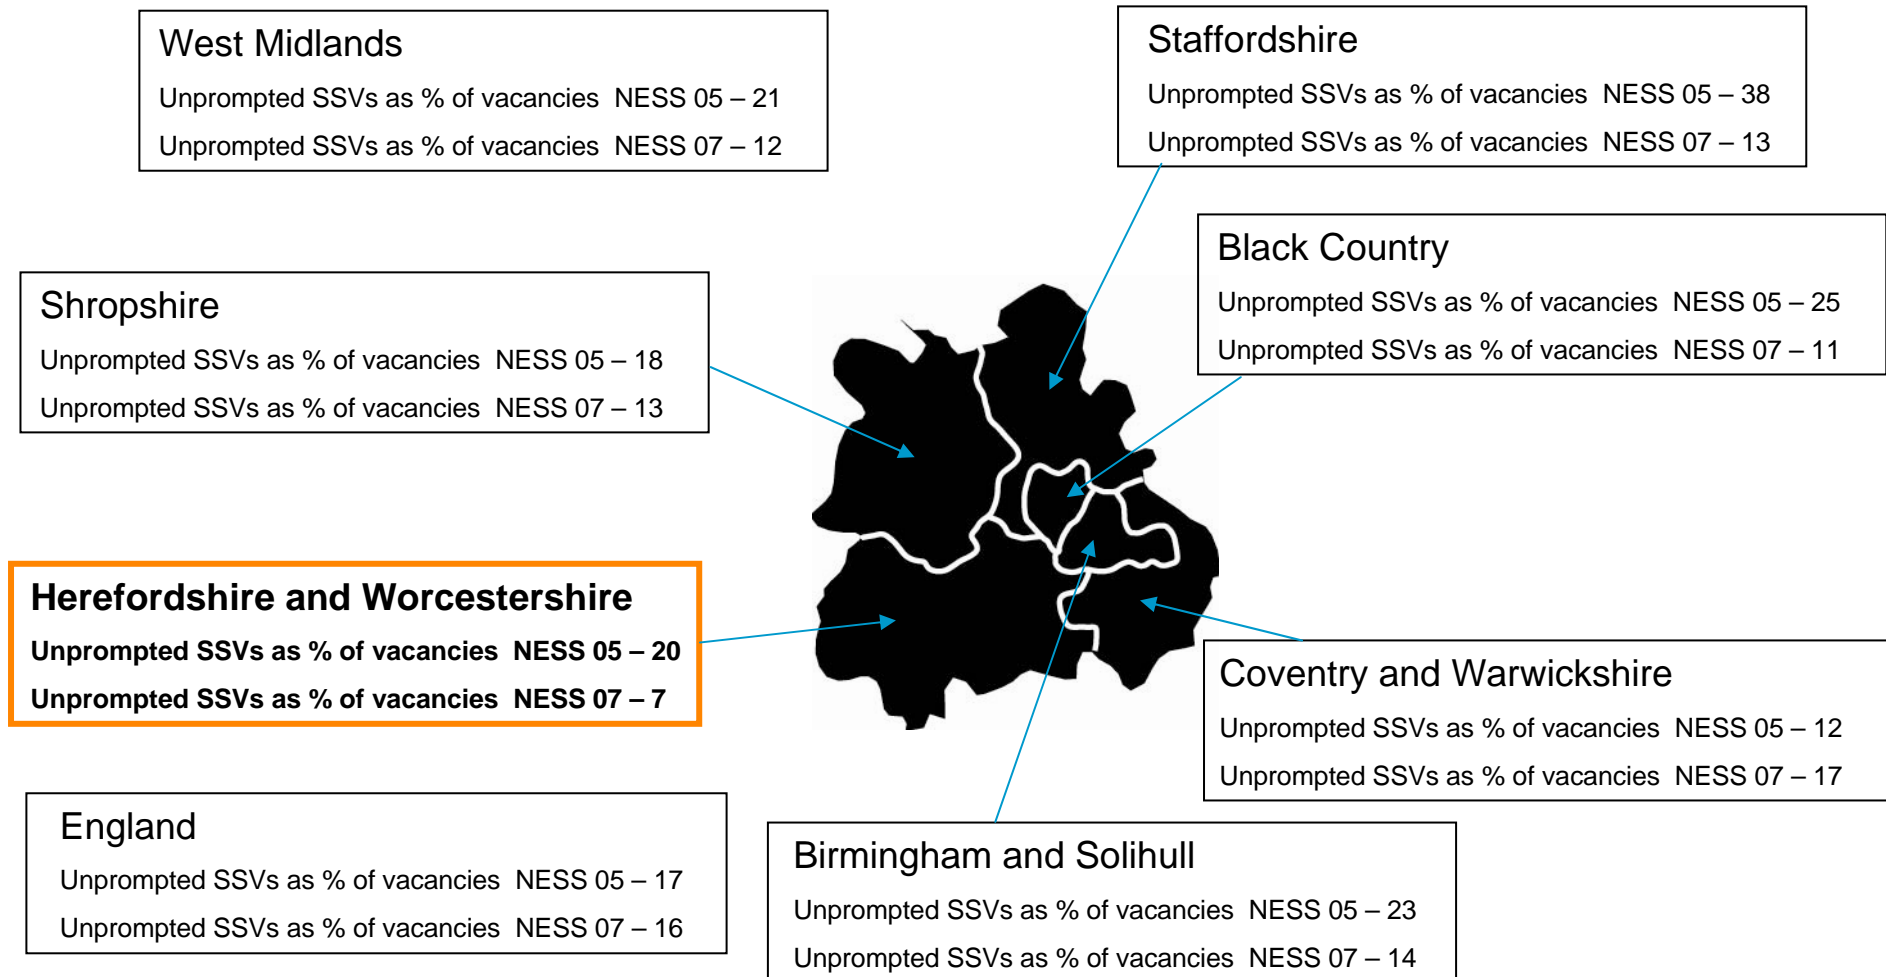 West Midlands
Unprompted SSVs as % of vacancies NESS 05 – 21
Unprompted SSVs as % of vacancies NESS 07 – 12
Staffordshire
Unprompted SSVs as % of vacancies NESS 05 – 38
Unprompted SSVs as % of vacancies NESS 07 – 13
Black Country
Unprompted SSVs as % of vacancies NESS 05 – 25
Unprompted SSVs as % of vacancies NESS 07 – 11
Shropshire
Unprompted SSVs as % of vacancies NESS 05 – 18
Unprompted SSVs as % of vacancies NESS 07 – 13
Herefordshire and Worcestershire
Unprompted SSVs as % of vacancies NESS 05 – 20
Unprompted SSVs as % of vacancies NESS 07 – 7
Coventry and Warwickshire
Unprompted SSVs as % of vacancies NESS 05 – 12
Unprompted SSVs as % of vacancies NESS 07 – 17
England
Unprompted SSVs as % of vacancies NESS 05 – 17
Unprompted SSVs as % of vacancies NESS 07 – 16
Birmingham and Solihull
Unprompted SSVs as % of vacancies NESS 05 – 23
Unprompted SSVs as % of vacancies NESS 07 – 14